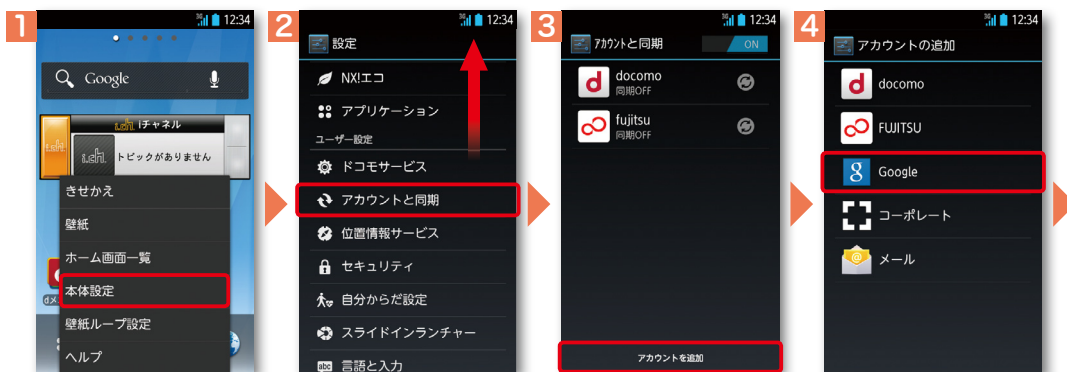 1
12:34
Google
i.ch. iチャネル
i.ch.
i.ch.
トピックがありません
きせかえ
壁紙
ホーム画面一覧
本体設定
壁紙ループ設定
ヘルプ
2
3G
12:34
設定
NX!エコ
アプリケーション
ユーザー設定
ドコモサービス
アカウントと同期
位置情報サービス
セキュリティ
自分からだ設定
スライドインランチャー
abc 言語と入力
3
3G
12:34
アカウントと同期 ON
d docomo
同期OFF
fujitsu
同期OFF
アカウントを追加
4
3G
12:34
アカウントの追加
d docomo
FUJITSU
g Google
コーポレート
@ メール